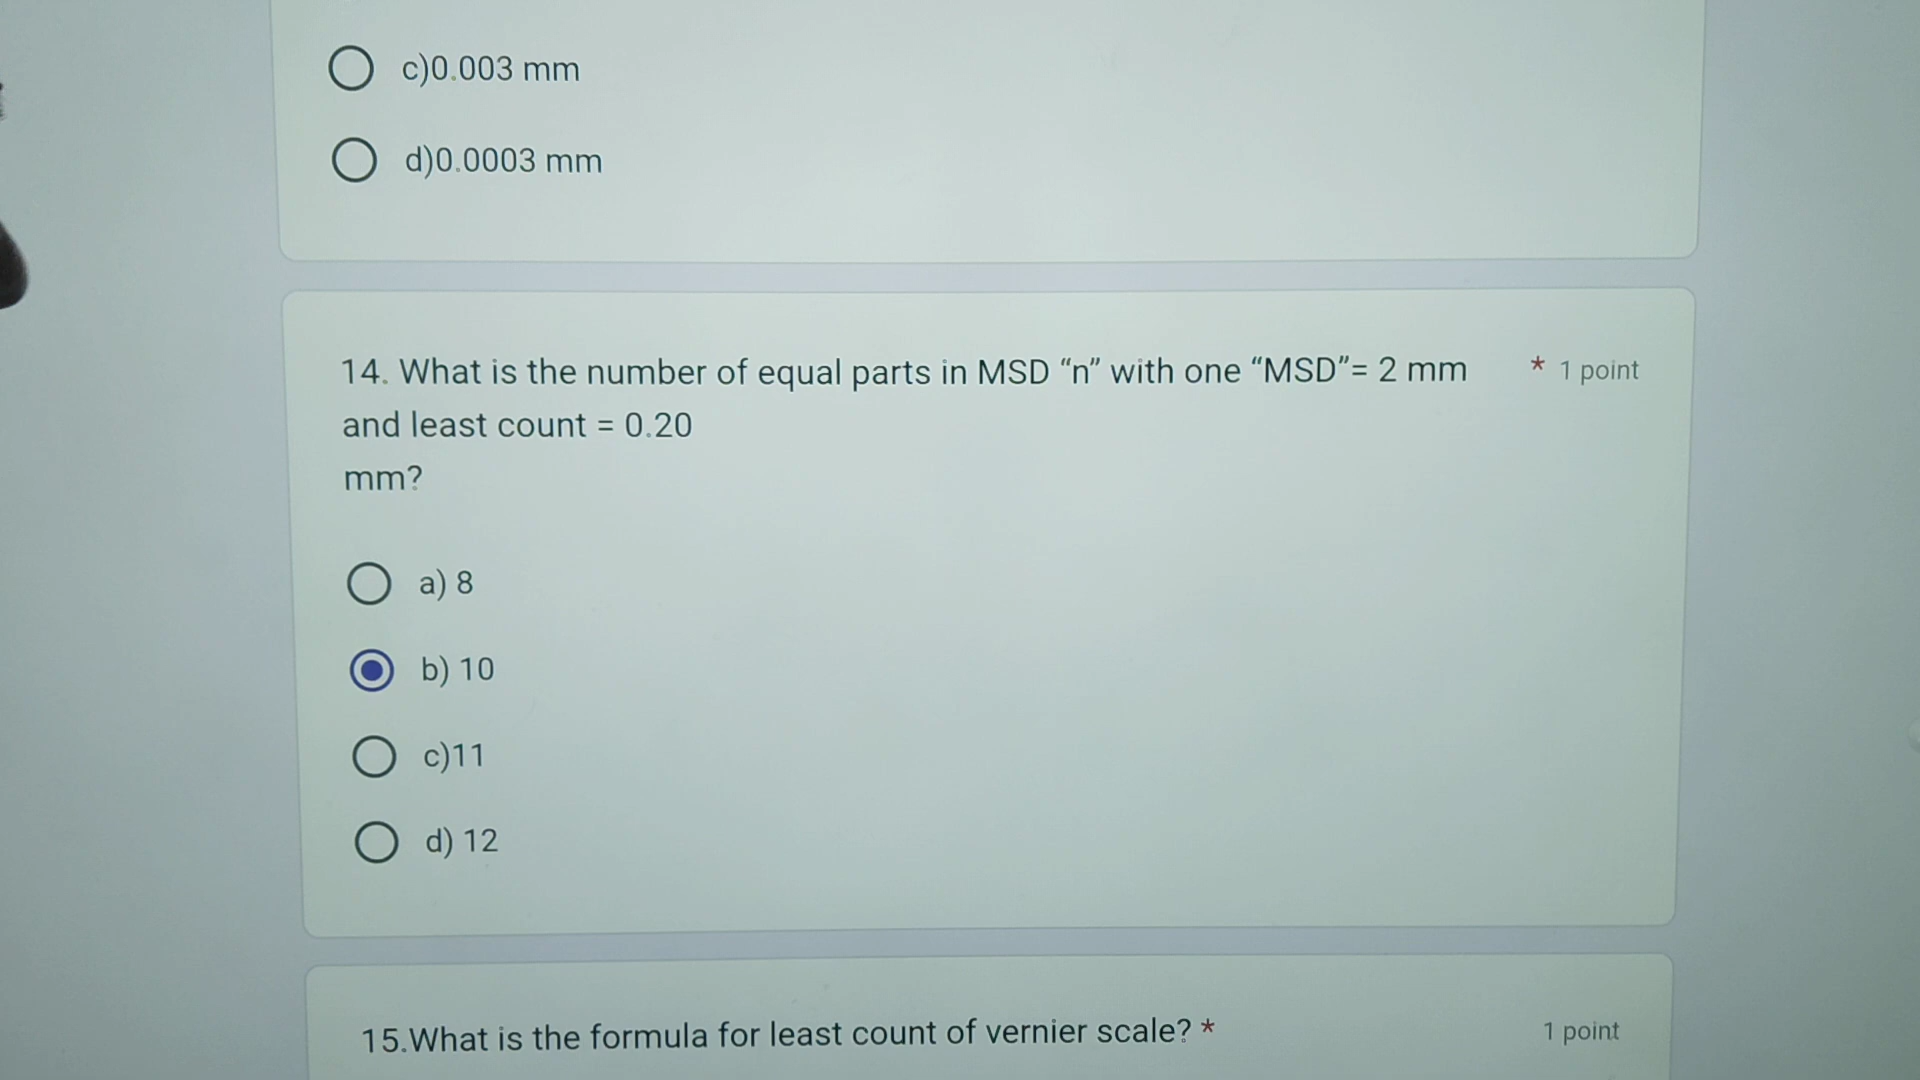 c)0.003 mm
d)0.0003 mm
14. What is the number of equal parts in MSD “n” with one “MSD”= 2 mm * 1 point
and least count = 0.20
mm?
a) 8
b) 10
c)11
d) 12
15.What is the formula for least count of vernier scale? * 1 point